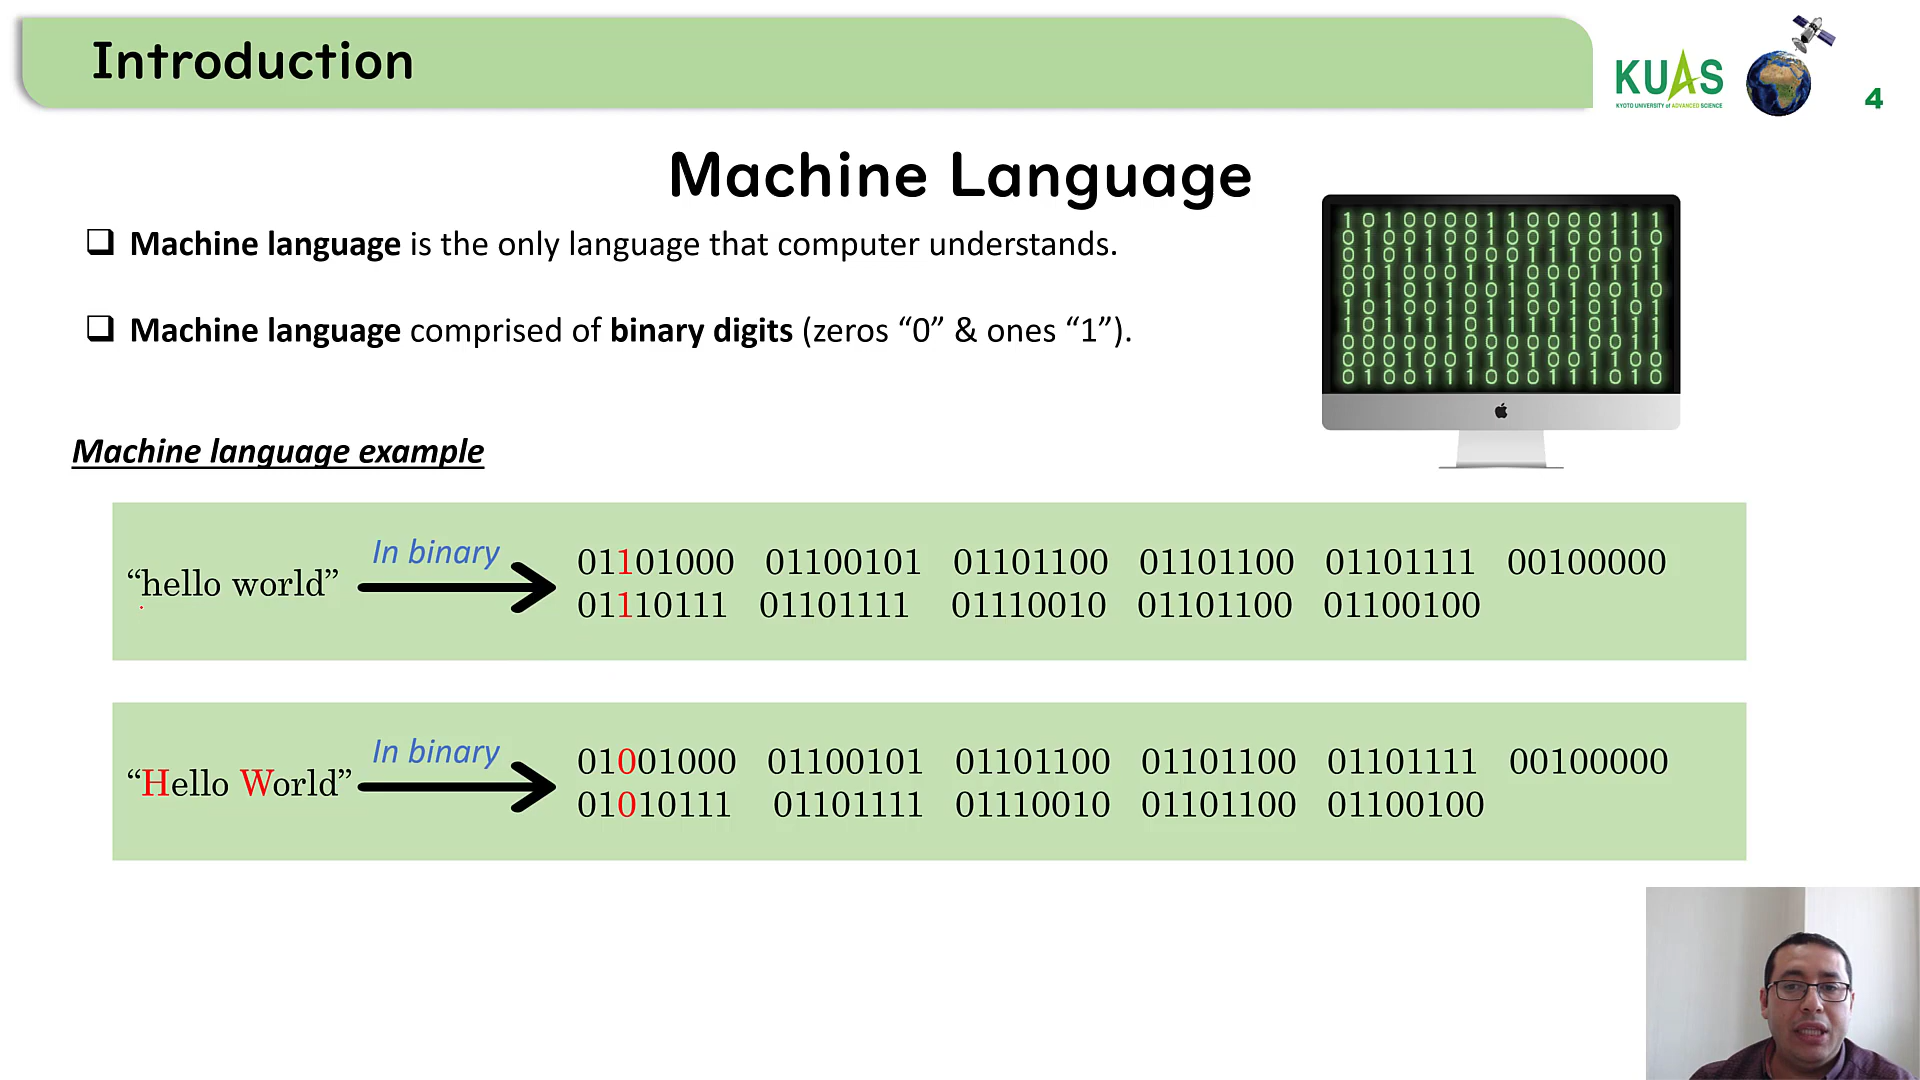 Introduction
KUAS
KYOTO UNIVERSITY of ADVANCED SCIENCE
4
Machine Language
Machine language is the only language that computer understands.
Machine language comprised of binary digits (zeros “0” & ones “1”).
Machine language example
“hello world”
In binary
01101000 01100101 01101100 01101100 01101111 00100000
01110111 01101111 01110010 01101100 01100100
“Hello World”
In binary
01001000 01100101 01101100 01101100 01101111 00100000
01010111 01101111 01110010 01101100 01100100